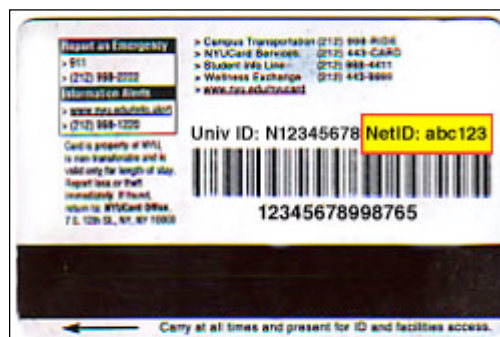 Report an Emergency
> 911
> (212) 998-2222
Information Alerts
> www.nyu.edu/info.alert
> (212) 998-1220
Card is property of NYU,
is non transferable and is
valid only for length of stay.
Report loss or theft
immediately. If found,
return to: NYUCard Office,
7 E. 12th St., NY, NY 10003
> Campus Transportation (212) 998-RIDE
> NYUCard Services (212) 443-CARD
> Student Info Line (212) 998-4411
> Wellness Exchange (212) 443-9999
> www.nyu.edu/nyucard
Univ ID: N12345678 NetID: abc123
12345678998765
Carry at all times and present for ID and facilities access.